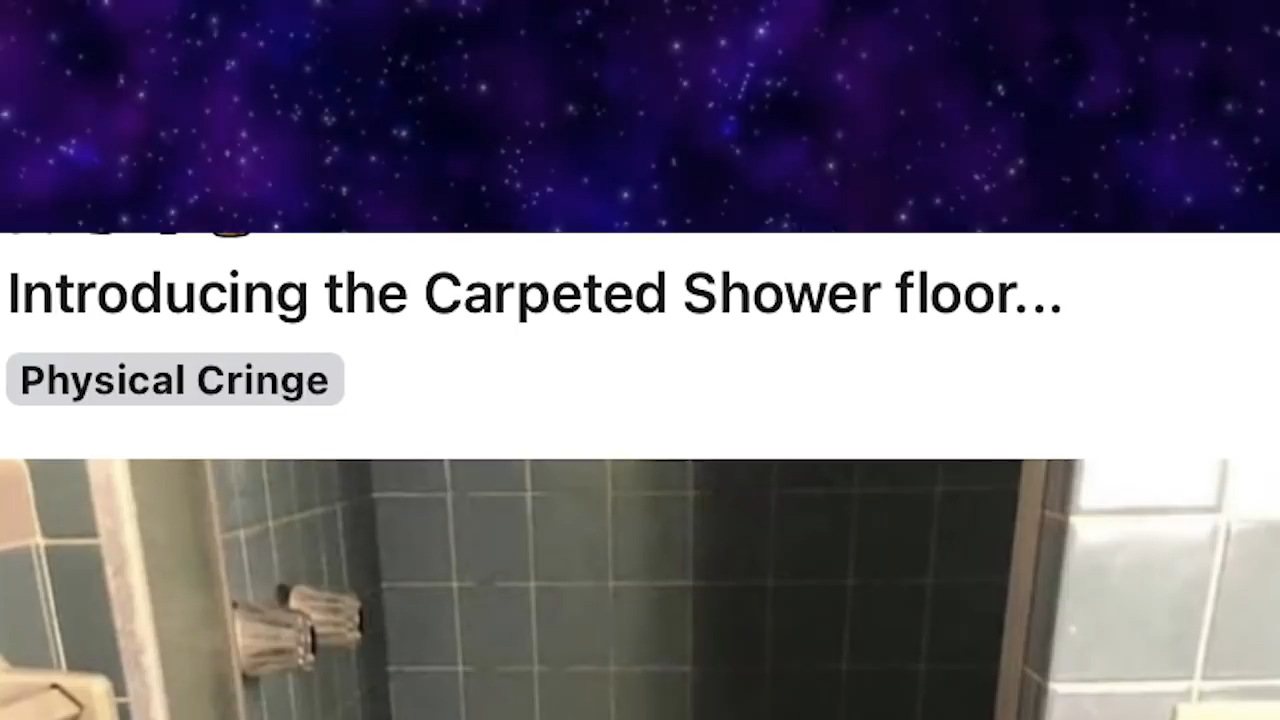 Introducing the Carpeted Shower floor...
Physical Cringe